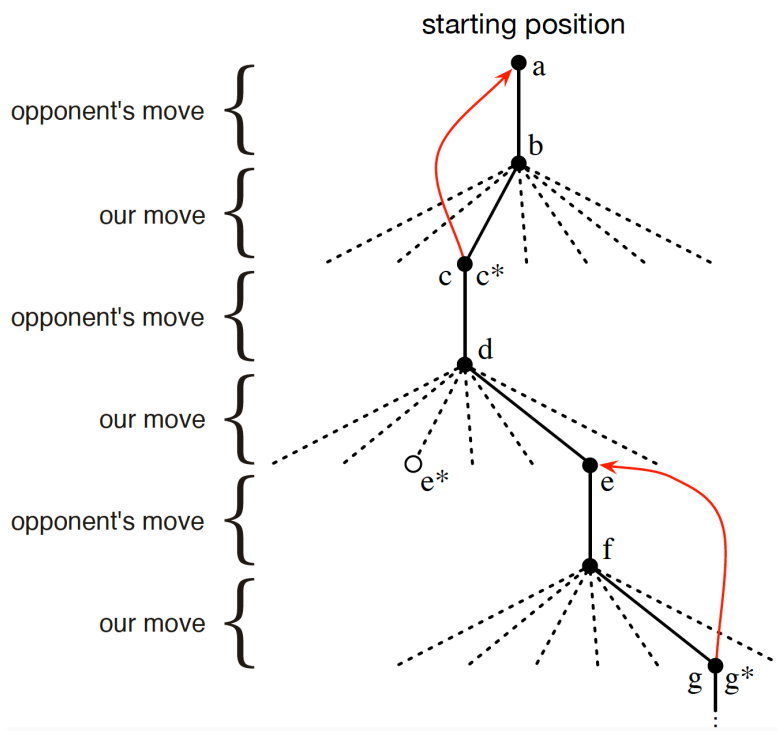 starting position
a
opponent's move
b
our move
c c*
opponent's move
d
our move
e*
e
opponent's move
f
our move
g g*